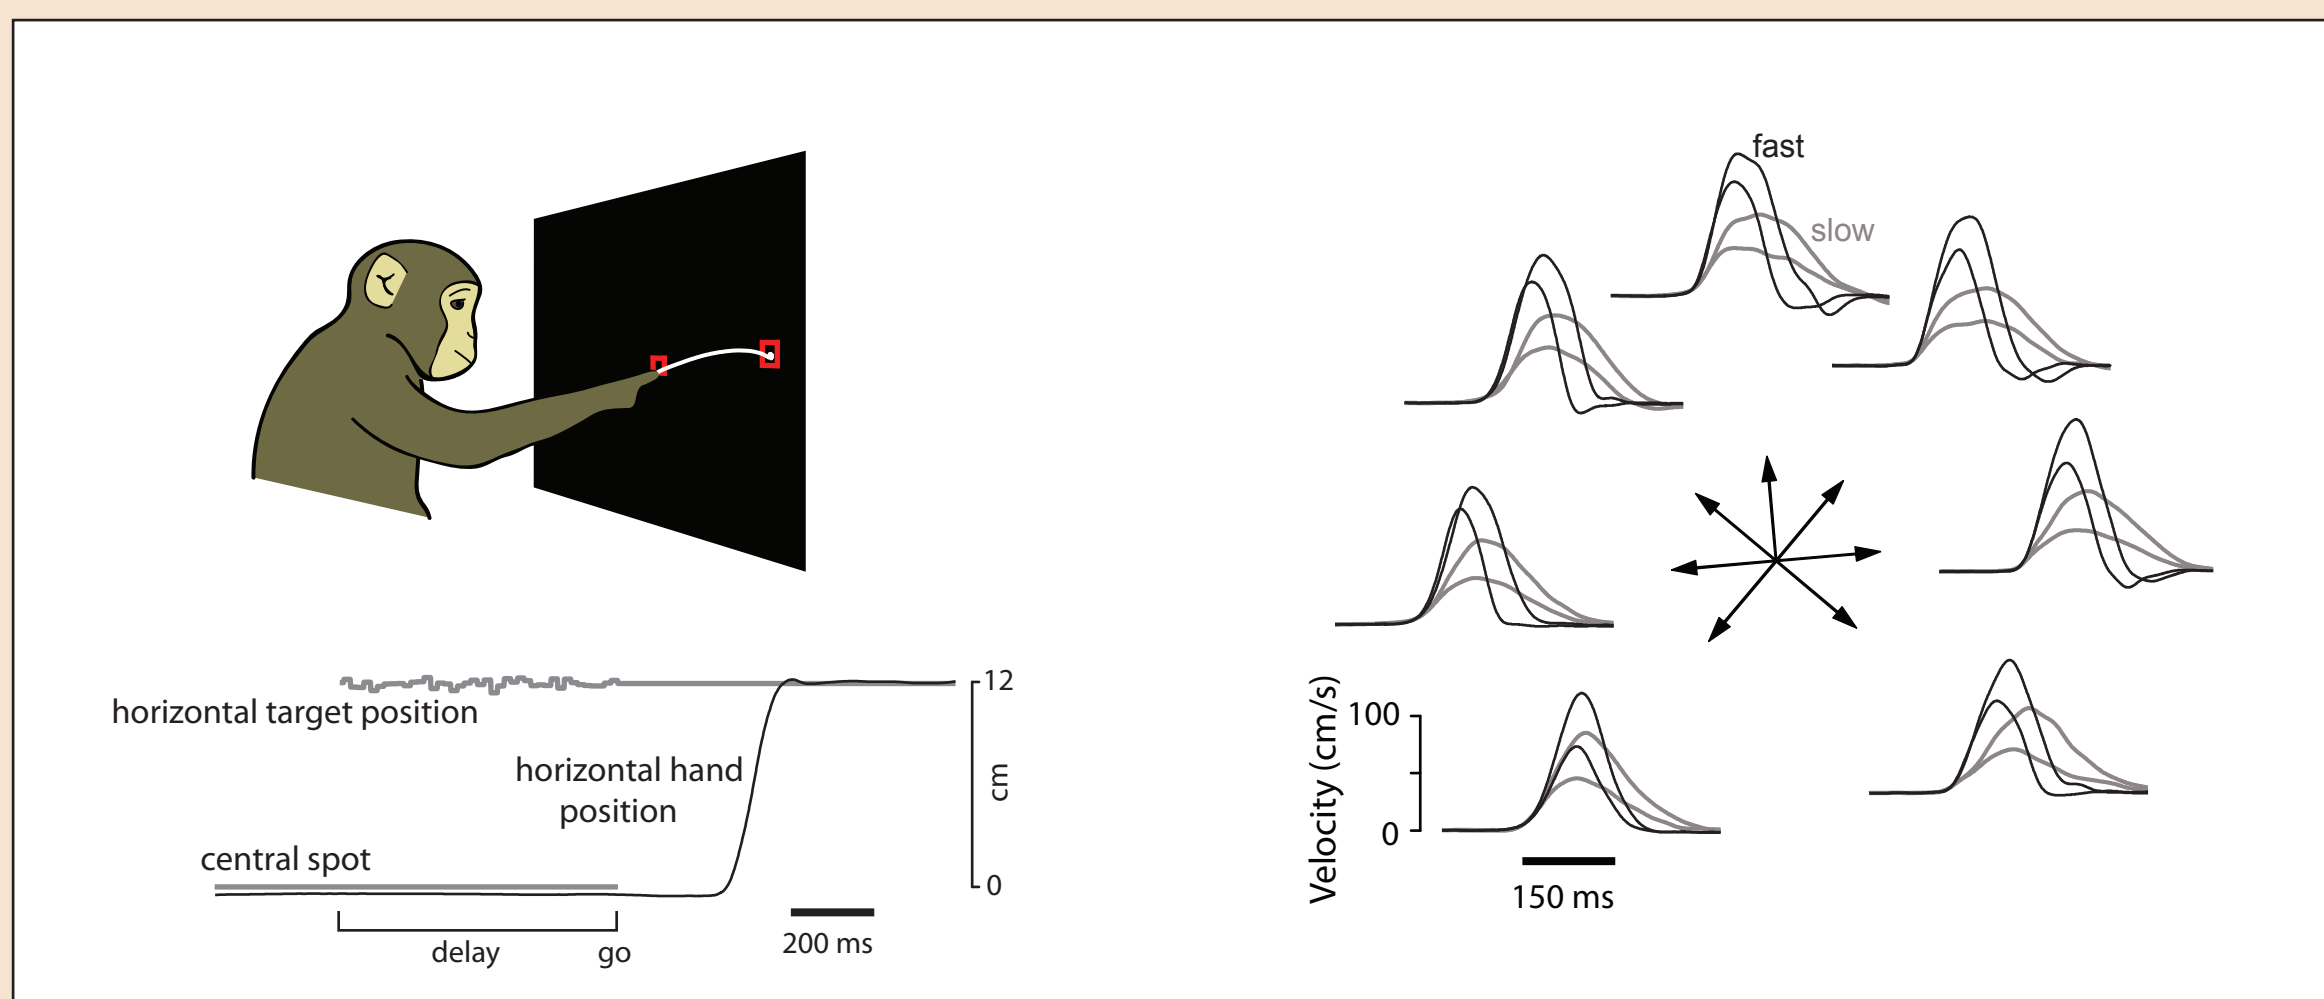 horizontal target position
horizontal hand
position
central spot
delay
go
200 ms
12
cm
0
fast
slow
Velocity (cm/s)
100
0
150 ms